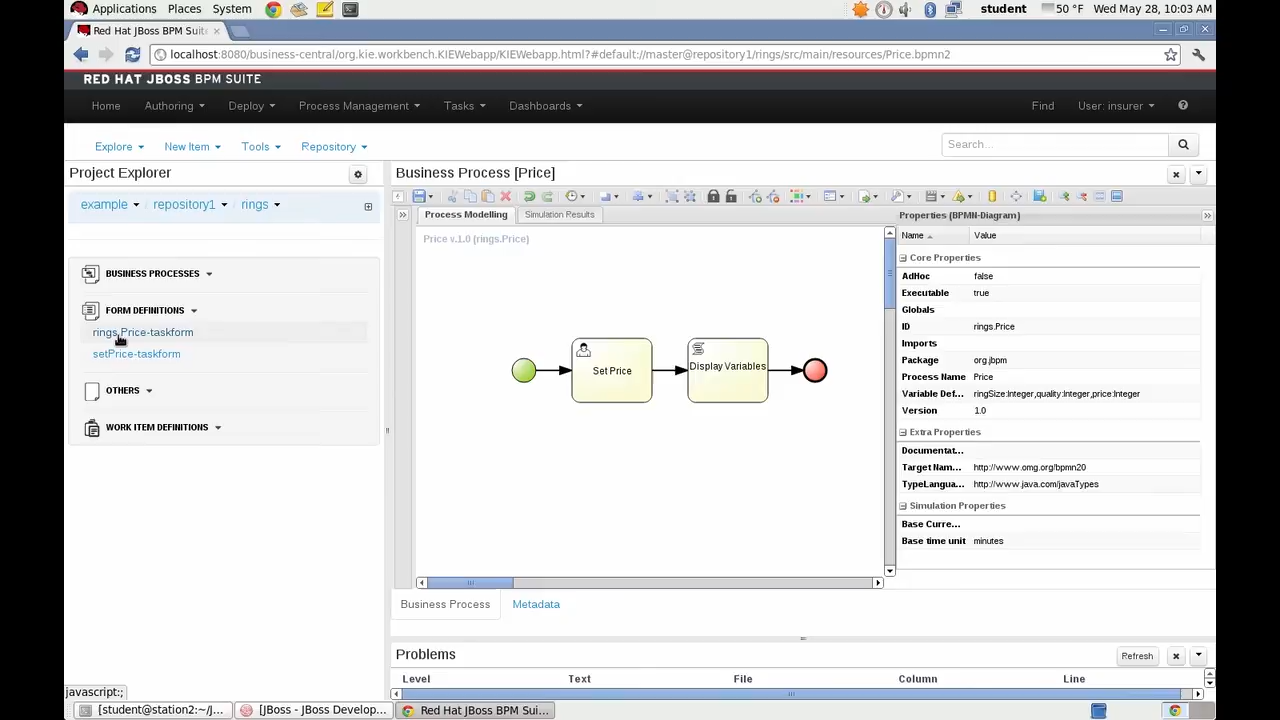 Applications Places System student 50 °F Wed May 28, 10:03 AM
Red Hat JBoss BPM Suite
localhost:8080/business-central/org.kie.workbench.KIEWebapp/KIEWebapp.html?#default://master@repository1/rings/src/main/resources/Price.bpmn2
RED HAT JBOSS BPM SUITE
Home Authoring Deploy Process Management Tasks Dashboards Find User: insurer
Explore New Item Tools Repository Search...
Project Explorer
example / repository1 / rings
BUSINESS PROCESSES
FORM DEFINITIONS
rings.Price-taskform
setPrice-taskform
OTHERS
WORK ITEM DEFINITIONS
Business Process [Price]
Process Modelling Simulation Results
Price v.1.0 (rings.Price)
Set Price
Display Variables
Properties (BPMN-Diagram)
Name Value
Core Properties
AdHoc false
Executable true
Globals
ID rings.Price
Imports
Package org.jbpm
Process Name Price
Variable Def... ringSize:Integer,quality:Integer,price:Integer
Version 1.0
Extra Properties
Documentat...
Target Nam... http://www.omg.org/bpmn20
TypeLangua... http://www.java.com/javaTypes
Simulation Properties
Base Curre...
Base time unit minutes
Business Process Metadata
Problems
Refresh
Level Text File Column Line
javascript:;
[student@station2:~/j... [JBoss - JBoss Develop... Red Hat JBoss BPM Sui...